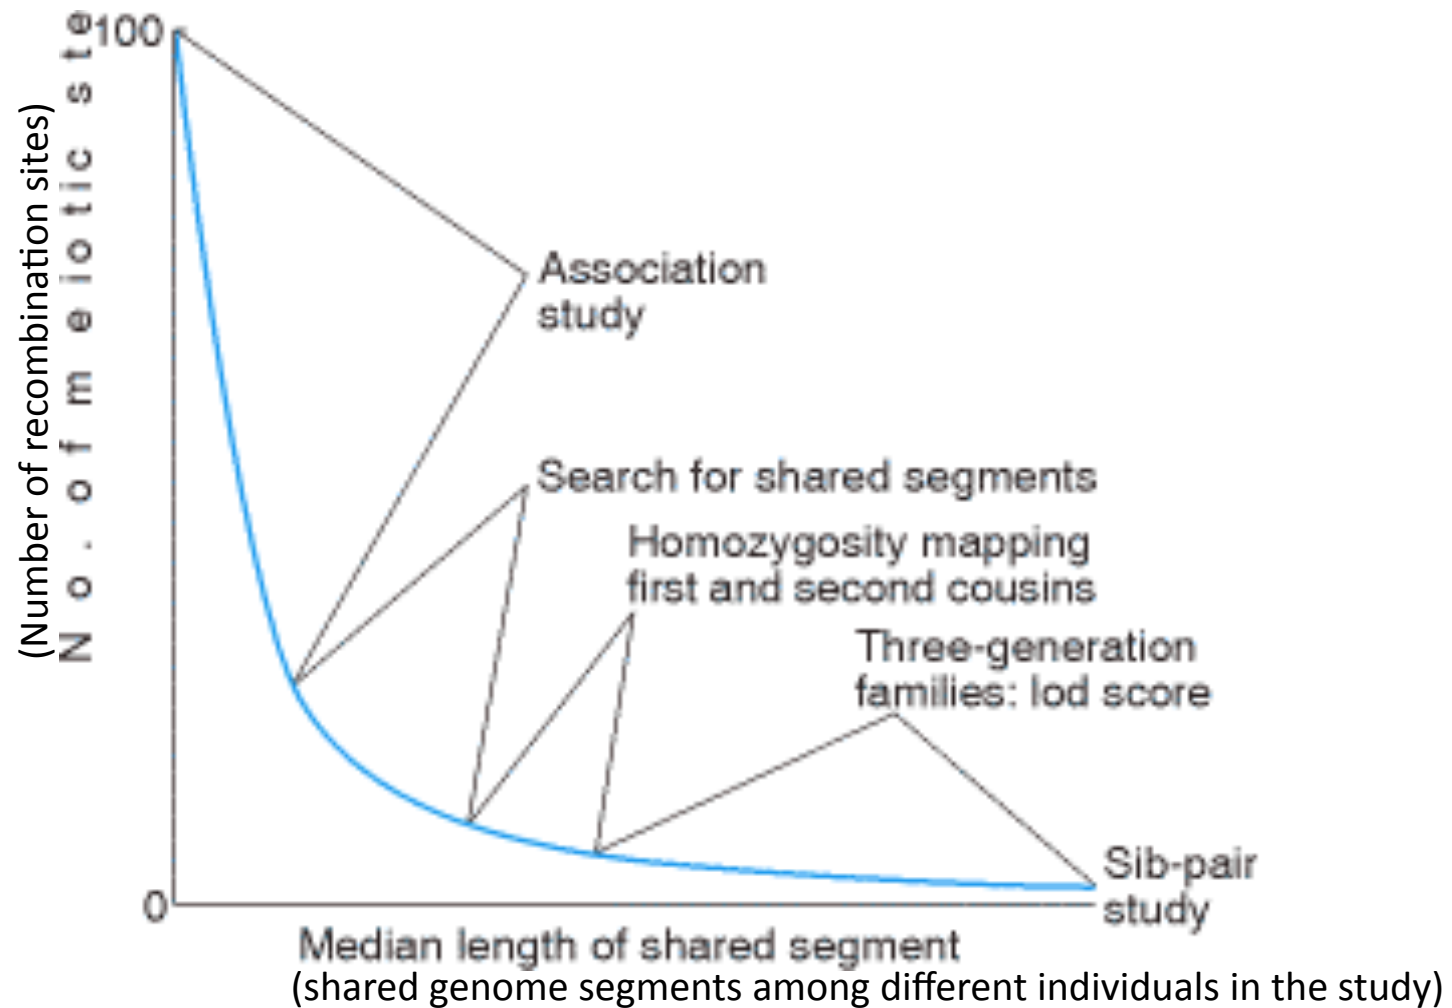 100
(Number of recombination sites)
No. of meiotic ste
Association
study
Search for shared segments
Homozygosity mapping
first and second cousins
Three-generation
families: lod score
Sib-pair
study
0
Median length of shared segment
(shared genome segments among different individuals in the study)